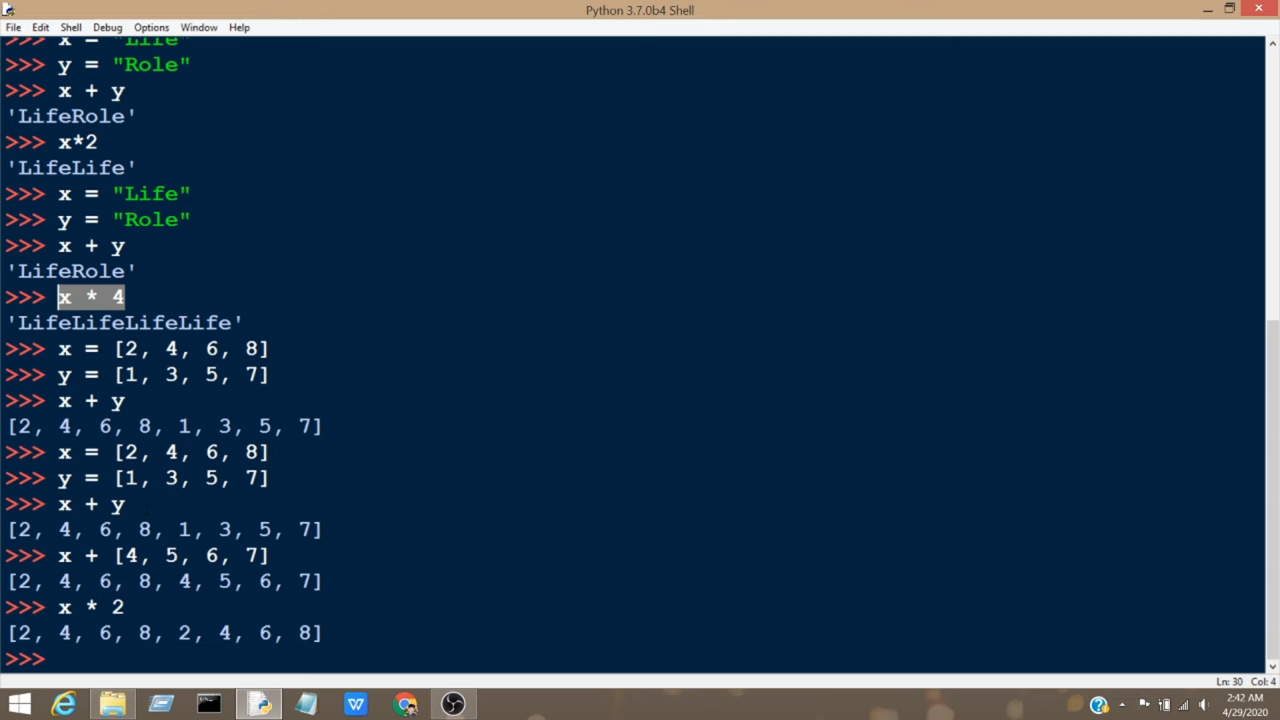 Python 3.7.0b4 Shell
File Edit Shell Debug Options Window Help
>>> x = "Life"
>>> y = "Role"
>>> x + y
'LifeRole'
>>> x*2
'LifeLife'
>>> x = "Life"
>>> y = "Role"
>>> x + y
'LifeRole'
>>> x * 4
'LifeLifeLifeLife'
>>> x = [2, 4, 6, 8]
>>> y = [1, 3, 5, 7]
>>> x + y
[2, 4, 6, 8, 1, 3, 5, 7]
>>> x = [2, 4, 6, 8]
>>> y = [1, 3, 5, 7]
>>> x + y
[2, 4, 6, 8, 1, 3, 5, 7]
>>> x + [4, 5, 6, 7]
[2, 4, 6, 8, 4, 5, 6, 7]
>>> x * 2
[2, 4, 6, 8, 2, 4, 6, 8]
>>>
Ln: 30 Col: 4
2:42 AM
4/29/2020